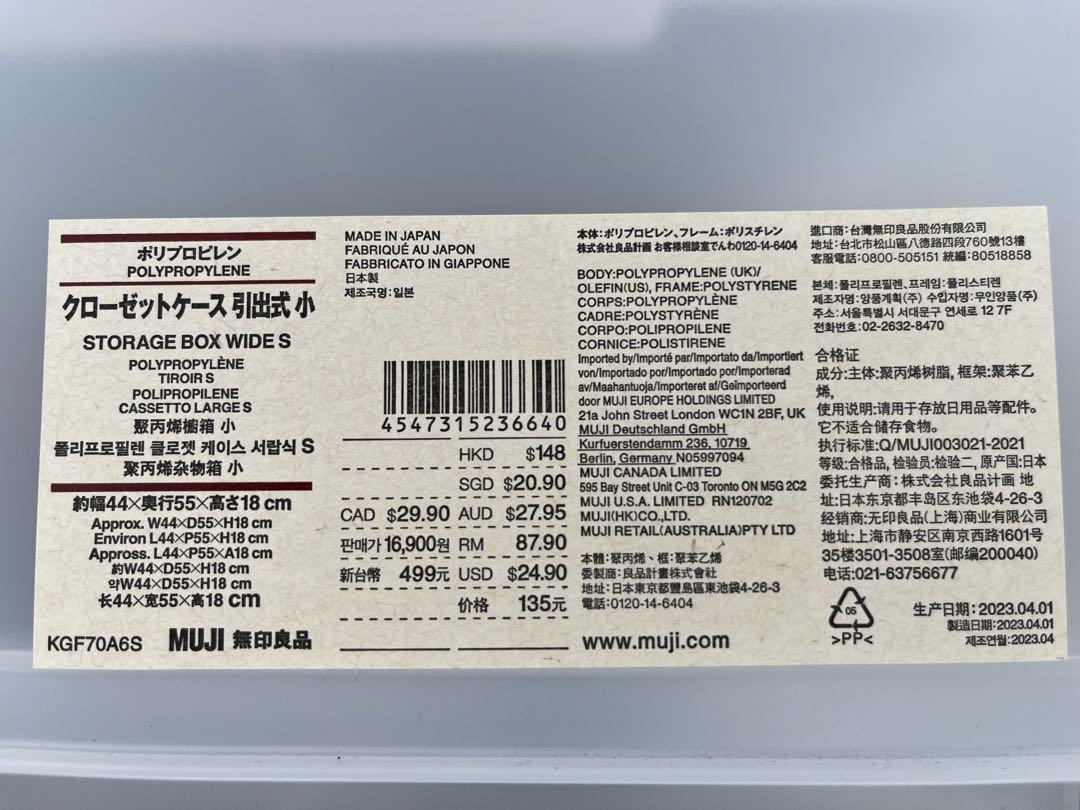 ポリプロピレン
POLYPROPYLENE
クローゼットケース 引出式 小
STORAGE BOX WIDE S
POLYPROPYLÈNE
TIROIR S
POLIPROPILENE
CASSETTO LARGE S
聚丙烯櫥箱 小
폴리프로필렌 클로젯 케이스 서랍식 S
聚丙烯杂物箱 小
約幅44×奥行55×高さ18 cm
Approx. W44×D55×H18 cm
Environ L44×P55×H18 cm
Appross. L44×P55×A18 cm
約W44×D55×H18 cm
약W44×D55×H18 cm
长44×宽55×高18 cm
KGF70A6S MUJI 無印良品
MADE IN JAPAN
FABRIQUÉ AU JAPON
FABBRICATO IN GIAPPONE
日本製
제조국명:일본
4547315236640
HKD $148
SGD $20.90
CAD $29.90 AUD $27.95
판매가 16,900원 RM 87.90
新台幣 499元 USD $24.90
价格 135元
本体:ポリプロピレン、フレーム:ポリスチレン
株式会社良品計画 お客様相談室でんわ0120-14-6404
BODY:POLYPROPYLENE (UK)/
OLEFIN(US), FRAME:POLYSTYRENE
CORPS:POLYPROPYLÈNE
CADRE:POLYSTYRÈNE
CORPO:POLIPROPILENE
CORNICE:POLISTIRENE
Imported by/Importé par/Importato da/Importiert
von/Importado por/Importado por/Importerad
av/Maahantuoja/Importeret af/Geïmporteerd
door MUJI EUROPE HOLDINGS LIMITED
21a John Street London WC1N 2BF, UK
MUJI Deutschland GmbH
Kurfuerstendamm 236, 10719
Berlin, Germany N05997094
MUJI CANADA LIMITED
595 Bay Street Unit C-03 Toronto ON M5G 2C2
MUJI U.S.A. LIMITED RN120702
MUJI(HK)CO.,LTD.
MUJI RETAIL(AUSTRALIA)PTY LTD
本體:聚丙烯、框:聚苯乙烯
委製商:良品計畫株式會社
地址:日本東京都豐島區東池袋4-26-3
電話:0120-14-6404
www.muji.com
進口商:台灣無印良品股份有限公司
地址:台北市松山區八德路四段760號13樓
客服電話:0800-505151 統編:80518858
본체:폴리프로필렌, 프레임:폴리스티렌
제조자명:양품계획(주) 수입자명:무인양품(주)
주소:서울특별시 서대문구 연세로 12 7F
전화번호:02-2632-8470
合格证
成分:主体:聚丙烯树脂, 框架:聚苯乙
烯,
使用说明:请用于存放日用品等配件。
它不适合储存食物。
执行标准:Q/MUJI003021-2021
等级:合格品, 检验员:检验二, 原产国:日本
委托生产商:株式会社良品计画 地
址:日本东京都丰岛区东池袋4-26-3
经销商:无印良品(上海)商业有限公司
地址:上海市静安区南京西路1601号
35楼3501-3508室(邮编200040)
电话:021-63756677
05
>PP<
生产日期:2023.04.01
製造日期:2023.04.01
제조연월:2023.04